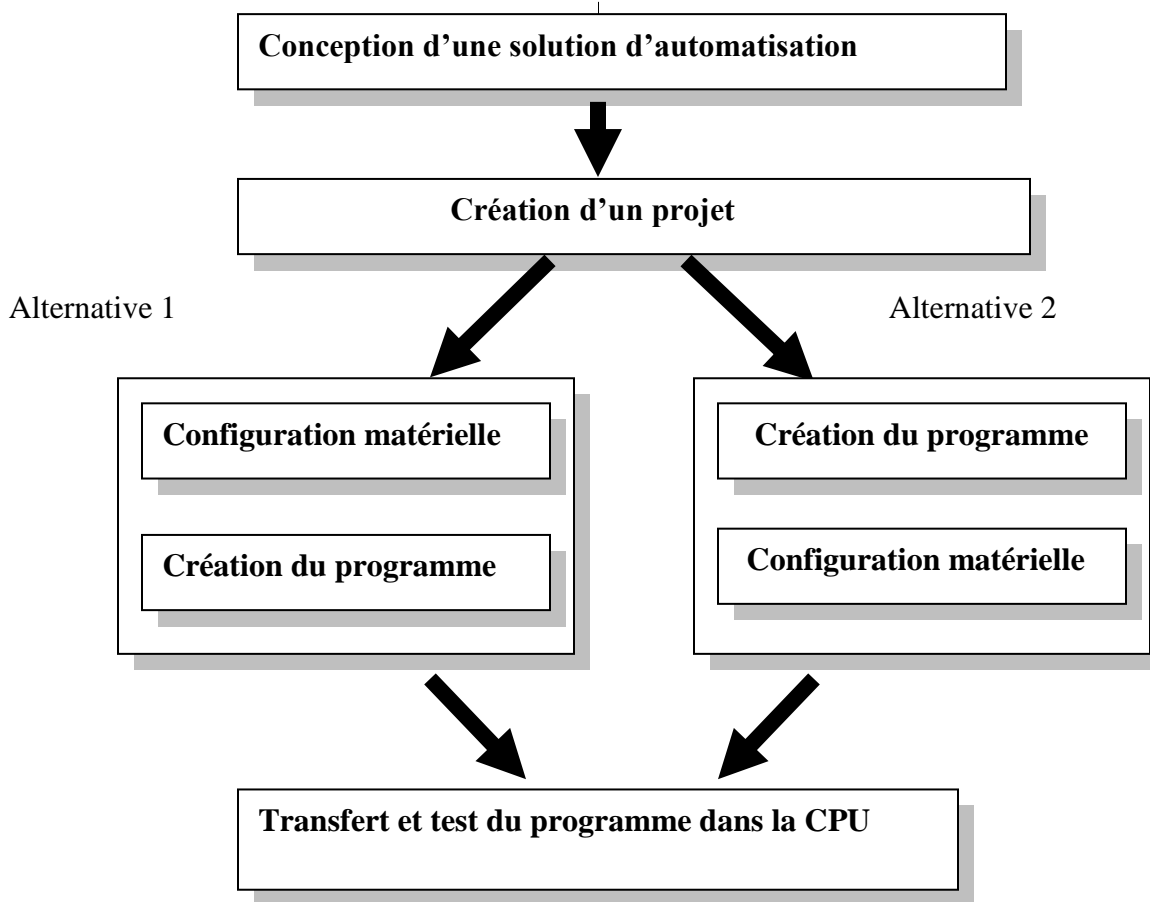 Conception d’une solution d’automatisation
Création d’un projet
Alternative 1
Alternative 2
Configuration matérielle
Création du programme
Création du programme
Configuration matérielle
Transfert et test du programme dans la CPU